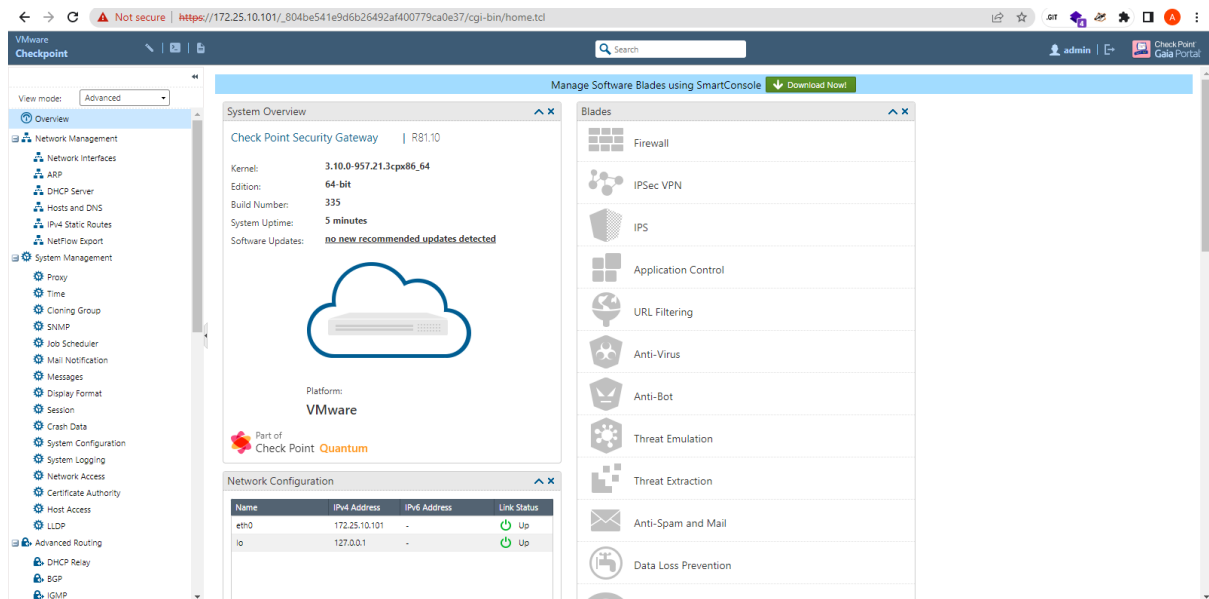 Not secure | https://172.25.10.101/_804be541e9d6b26492af400779ca0e37/cgi-bin/home.tcl
.GIT
4
A
VMware
Checkpoint
Search
admin
Check Point
Gaia Portal
Manage Software Blades using SmartConsole
Download Now!
View mode:
Advanced
Overview
Network Management
Network Interfaces
ARP
DHCP Server
Hosts and DNS
IPv4 Static Routes
NetFlow Export
System Management
Proxy
Time
Cloning Group
SNMP
Job Scheduler
Mail Notification
Messages
Display Format
Session
Crash Data
System Configuration
System Logging
Network Access
Certificate Authority
Host Access
LLDP
Advanced Routing
DHCP Relay
BGP
IGMP
System Overview
Check Point Security Gateway | R81.10
Kernel: 3.10.0-957.21.3cpx86_64
Edition: 64-bit
Build Number: 335
System Uptime: 5 minutes
Software Updates: no new recommended updates detected
Platform:
VMware
Part of
Check Point Quantum
Network Configuration
Name IPv4 Address IPv6 Address Link Status
eth0 172.25.10.101 - Up
lo 127.0.0.1 - Up
Blades
Firewall
IPSec VPN
IPS
Application Control
URL Filtering
Anti-Virus
Anti-Bot
Threat Emulation
Threat Extraction
Anti-Spam and Mail
Data Loss Prevention